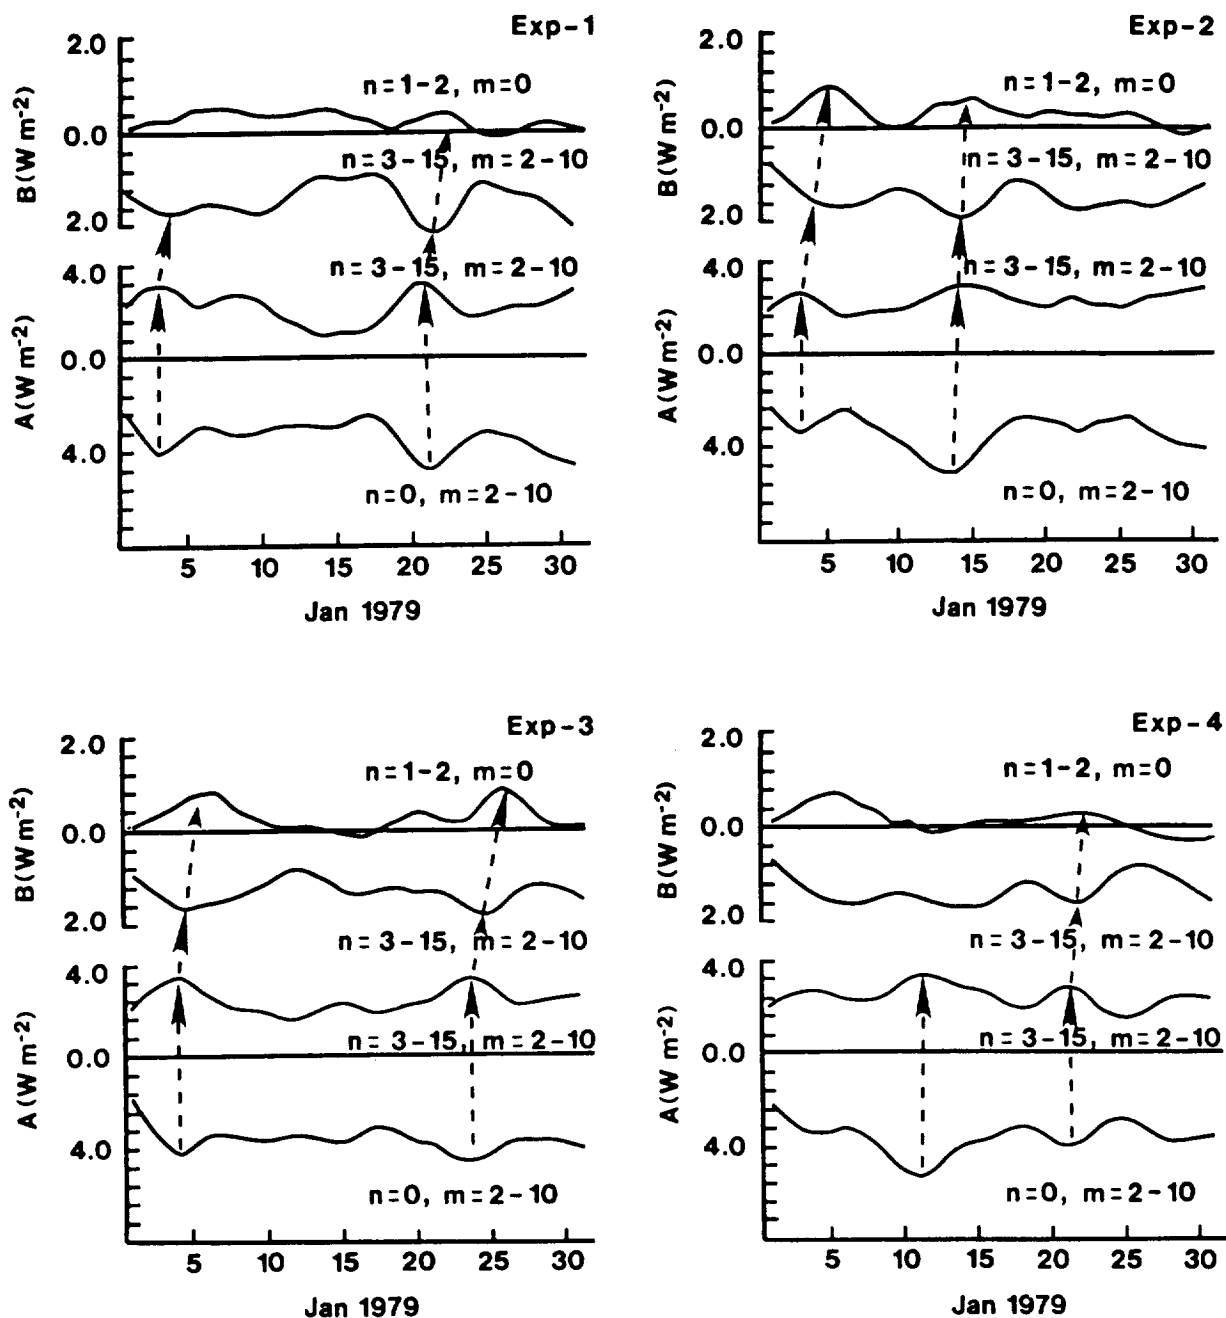 Exp-1
2.0
n=1-2, m=0
B(W m-2)
0.0
n=3-15, m=2-10
2.0
4.0
n=3-15, m=2-10
A(W m-2)
0.0
4.0
n=0, m=2-10
5 10 15 20 25 30
Jan 1979
Exp-2
2.0
n=1-2, m=0
B(W m-2)
0.0
n=3-15, m=2-10
2.0
4.0
n=3-15, m=2-10
A(W m-2)
0.0
4.0
n=0, m=2-10
5 10 15 20 25 30
Jan 1979
Exp-3
2.0
n=1-2, m=0
B(W m-2)
0.0
2.0
n=3-15, m=2-10
4.0
A(W m-2)
n=3-15, m=2-10
0.0
4.0
n=0, m=2-10
5 10 15 20 25 30
Jan 1979
Exp-4
2.0
n=1-2, m=0
B(W m-2)
0.0
2.0
n=3-15, m=2-10
4.0
A(W m-2)
n=3-15, m=2-10
0.0
4.0
n=0, m=2-10
5 10 15 20 25 30
Jan 1979